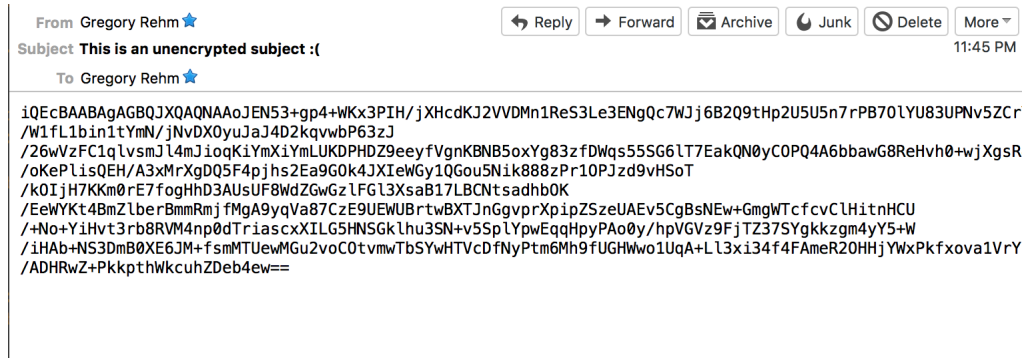 From Gregory Rehm
Reply Forward Archive Junk Delete More
Subject This is an unencrypted subject :(
11:45 PM
To Gregory Rehm
iQEcBAABAgAGBQJXQAQNAAoJEN53+gp4+WKx3PIH/jXHcdKJ2VVDMn1ReS3Le3ENgQc7WJj6B2Q9tHp2U5U5n7rPB7OlYU83UPNv5ZCr
/W1fL1bin1tYmN/jNvDXOyuJaJ4D2kqvwbP63zJ
/26wVzFC1qlvsmJl4mJioqKiYmXiYmLUKDPHDZ9eeyfVgnKBNB5oxYg83zfDWqs55SG6lT7EakQN0yCOPQ4A6bbawG8ReHvh0+wjXgsR
/oKePlisQEH/A3xMrXgDQ5F4pjhs2Ea9GOk4JXIeWGy1QGou5Nik888zPr1OPJzd9vHSoT
/kOIjH7KKm0rE7fogHhD3AUsUF8WdZGwGzlFGl3XsaB17LBCNtsadhbOK
/EeWYKt4BmZlberBmmRmjfMgA9yqVa87CzE9UEWUBrtwBXTJnGgvprXpipZSzeUAEv5CgBsNEw+GmgWTcfcvClHitnHCU
/+No+YiHvt3rb8RVM4np0dTriascxXILG5HNSGklhu3SN+v5SplYpwEqqHpyPAo0y/hpVGVz9FjTZ37SYgkkzgm4yY5+W
/iHAb+NS3DmB0XE6JM+fsmMTUewMGu2voCOtvmwTbSYwHTVcDfNyPtm6Mh9fUGHWwo1UqA+Ll3xi34f4FAmeR2OHHjYWxPkfxova1VrY
/ADHRwZ+PkkpthWkcuhZDeb4ew==